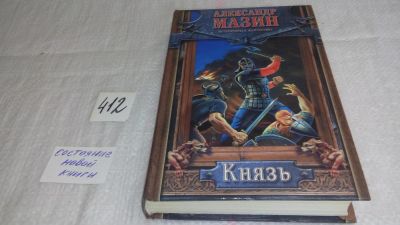 АЛЕКСАНДР
МАЗИН
Князь
412
состояние
новой
книги